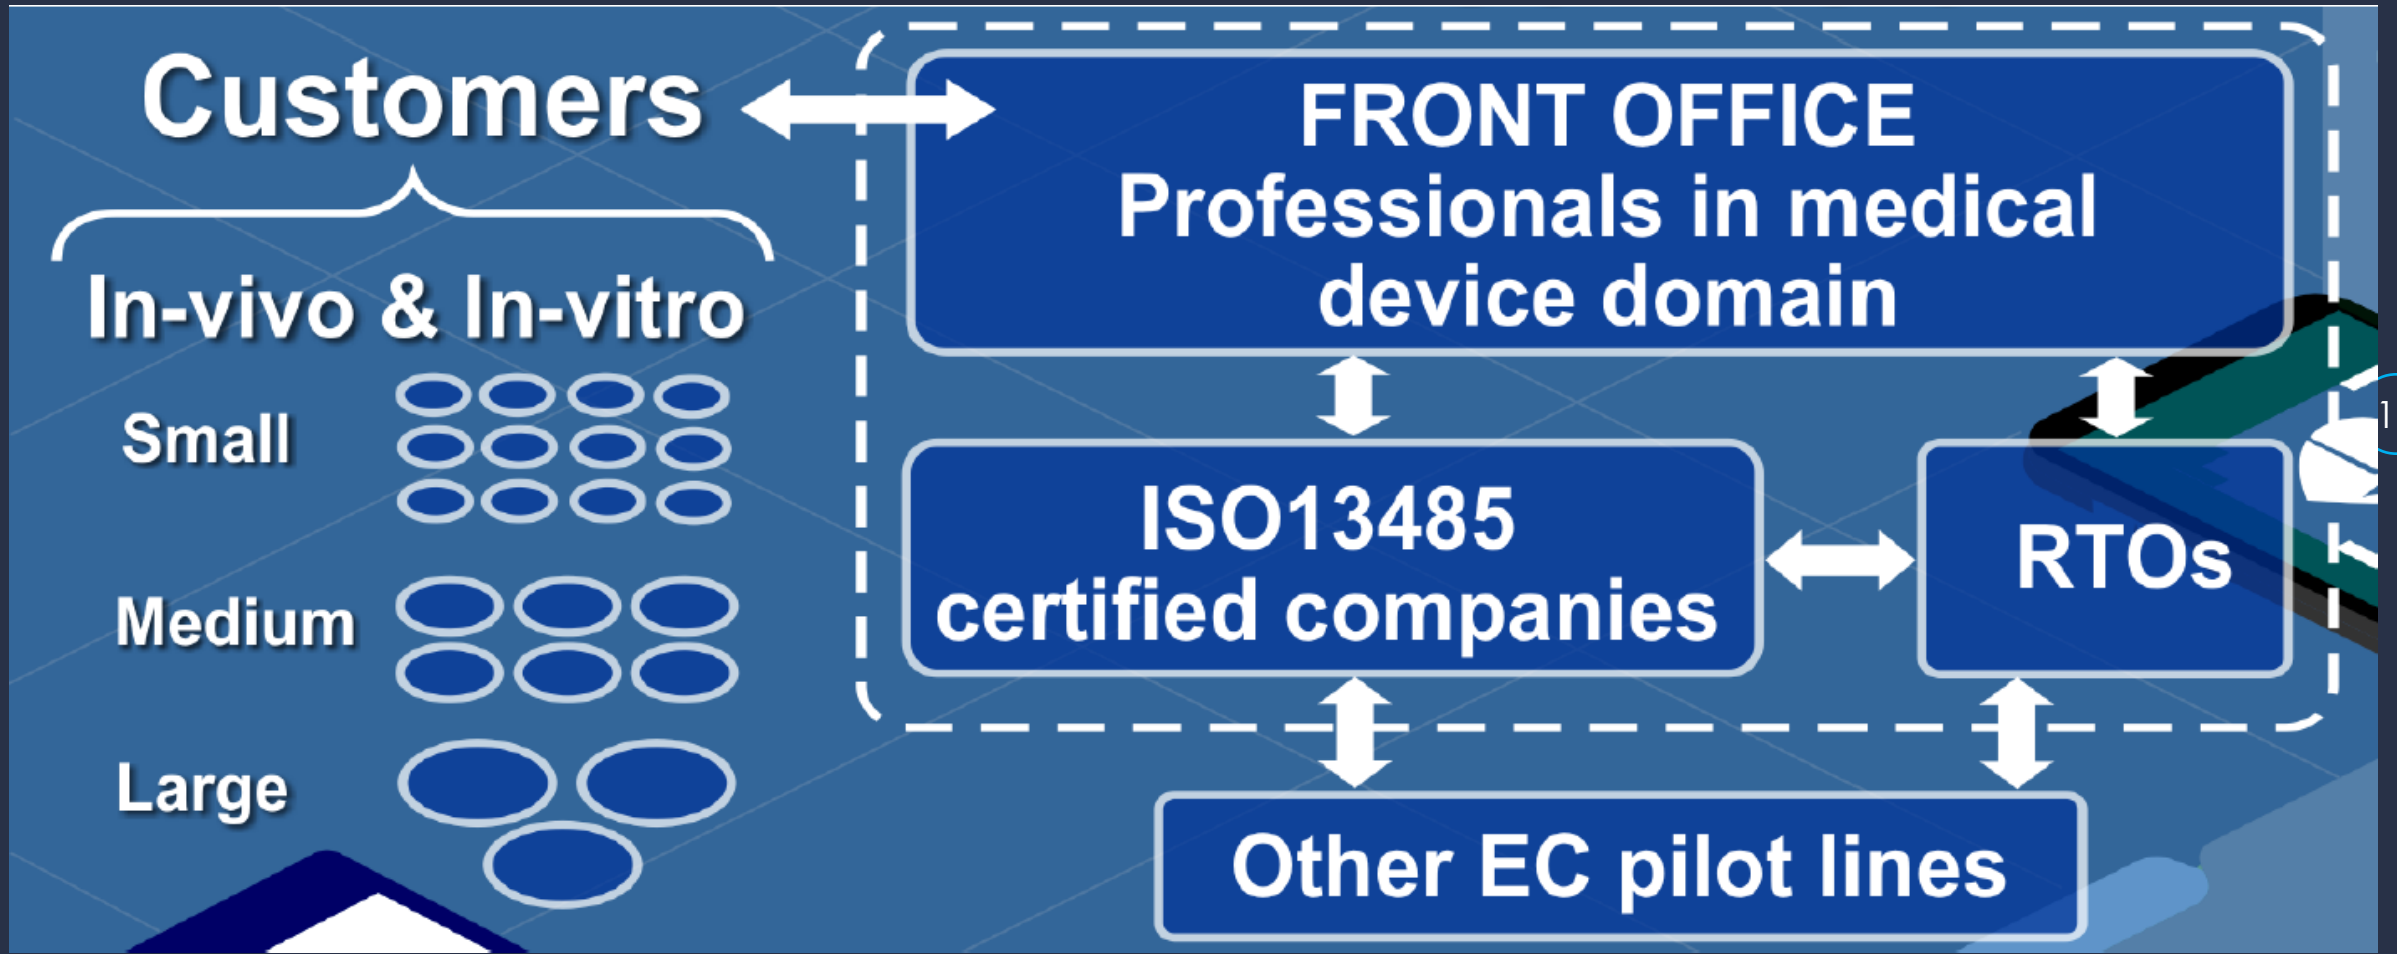 Customers
In-vivo & In-vitro
Small
Medium
Large
FRONT OFFICE
Professionals in medical
device domain
ISO13485
certified companies
RTOs
Other EC pilot lines
1